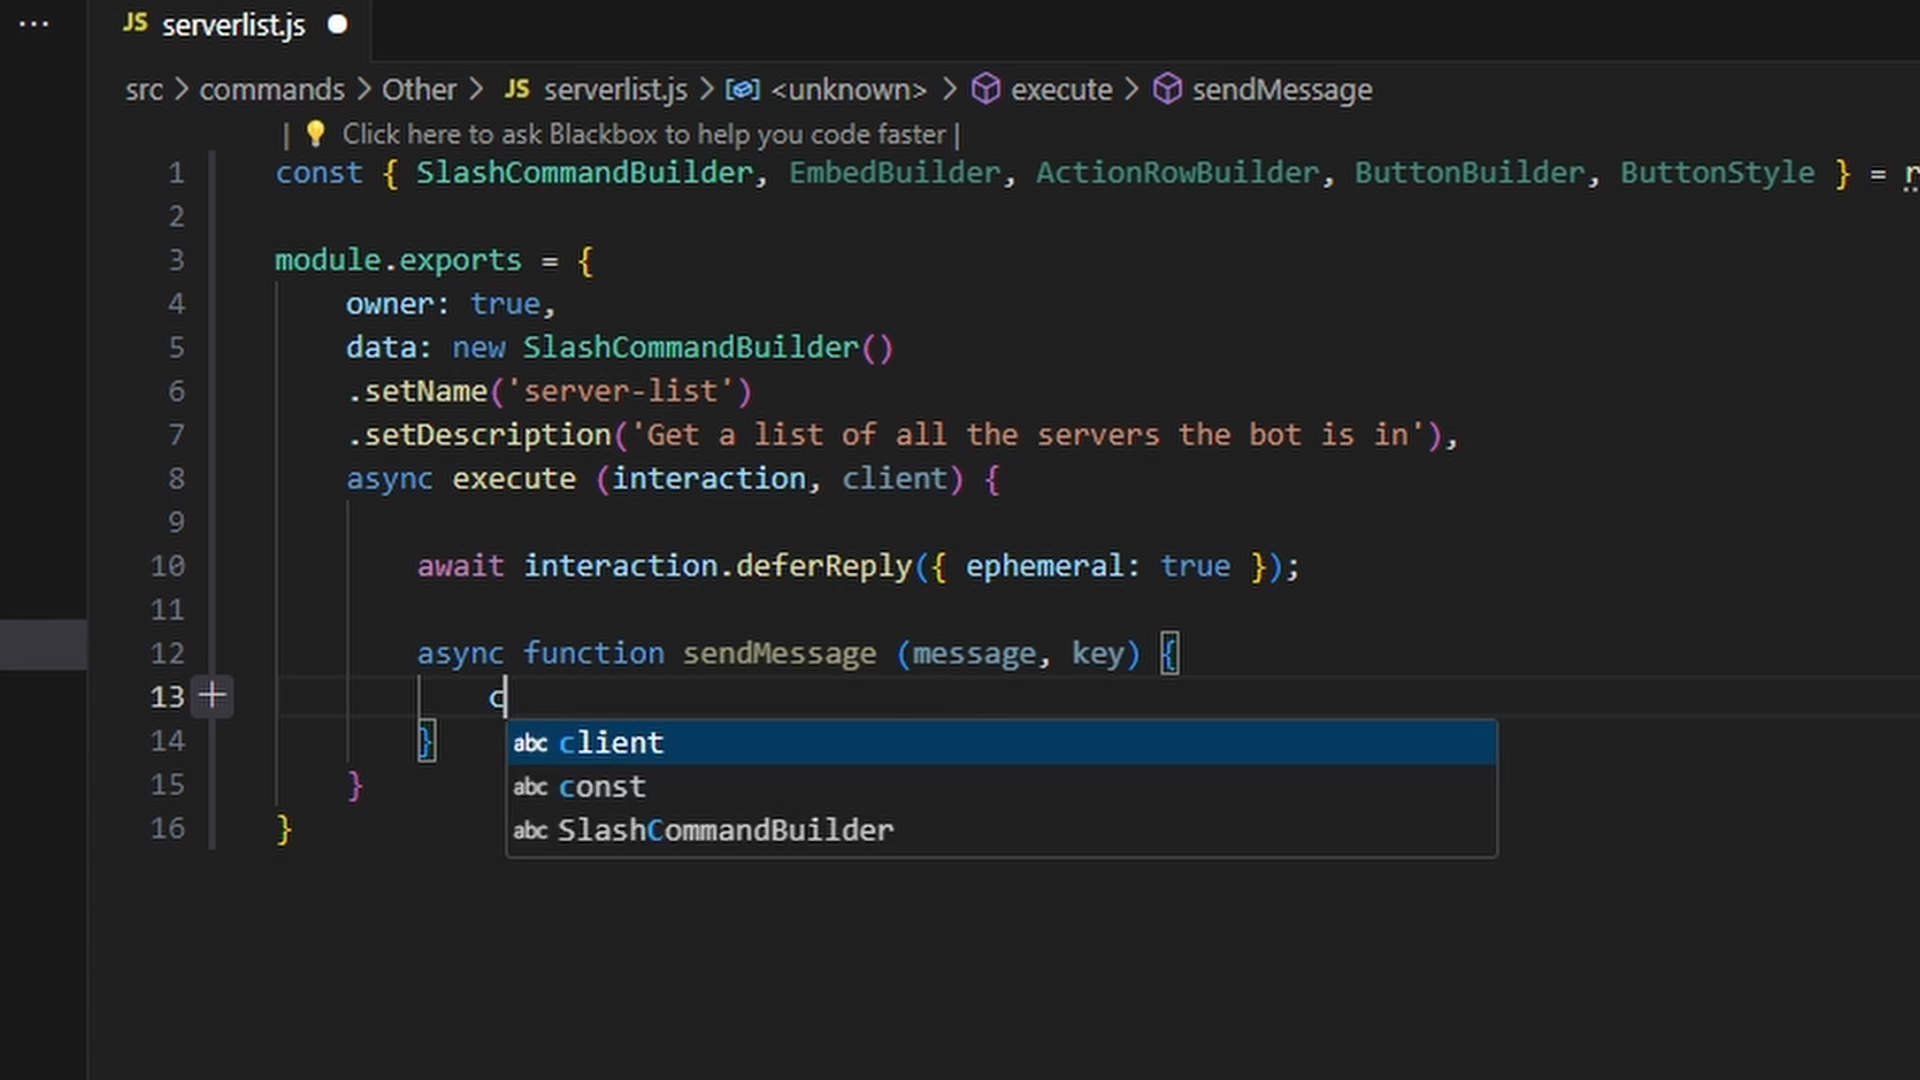 ... JS serverlist.js
src > commands > Other > JS serverlist.js > <unknown> > execute > sendMessage
| Click here to ask Blackbox to help you code faster |
1 const { SlashCommandBuilder, EmbedBuilder, ActionRowBuilder, ButtonBuilder, ButtonStyle } = r
2
3 module.exports = {
4 owner: true,
5 data: new SlashCommandBuilder()
6 .setName('server-list')
7 .setDescription('Get a list of all the servers the bot is in'),
8 async execute (interaction, client) {
9
10 await interaction.deferReply({ ephemeral: true });
11
12 async function sendMessage (message, key) {
13 c
14 }
abc client
15 }
abc const
16 }
abc SlashCommandBuilder